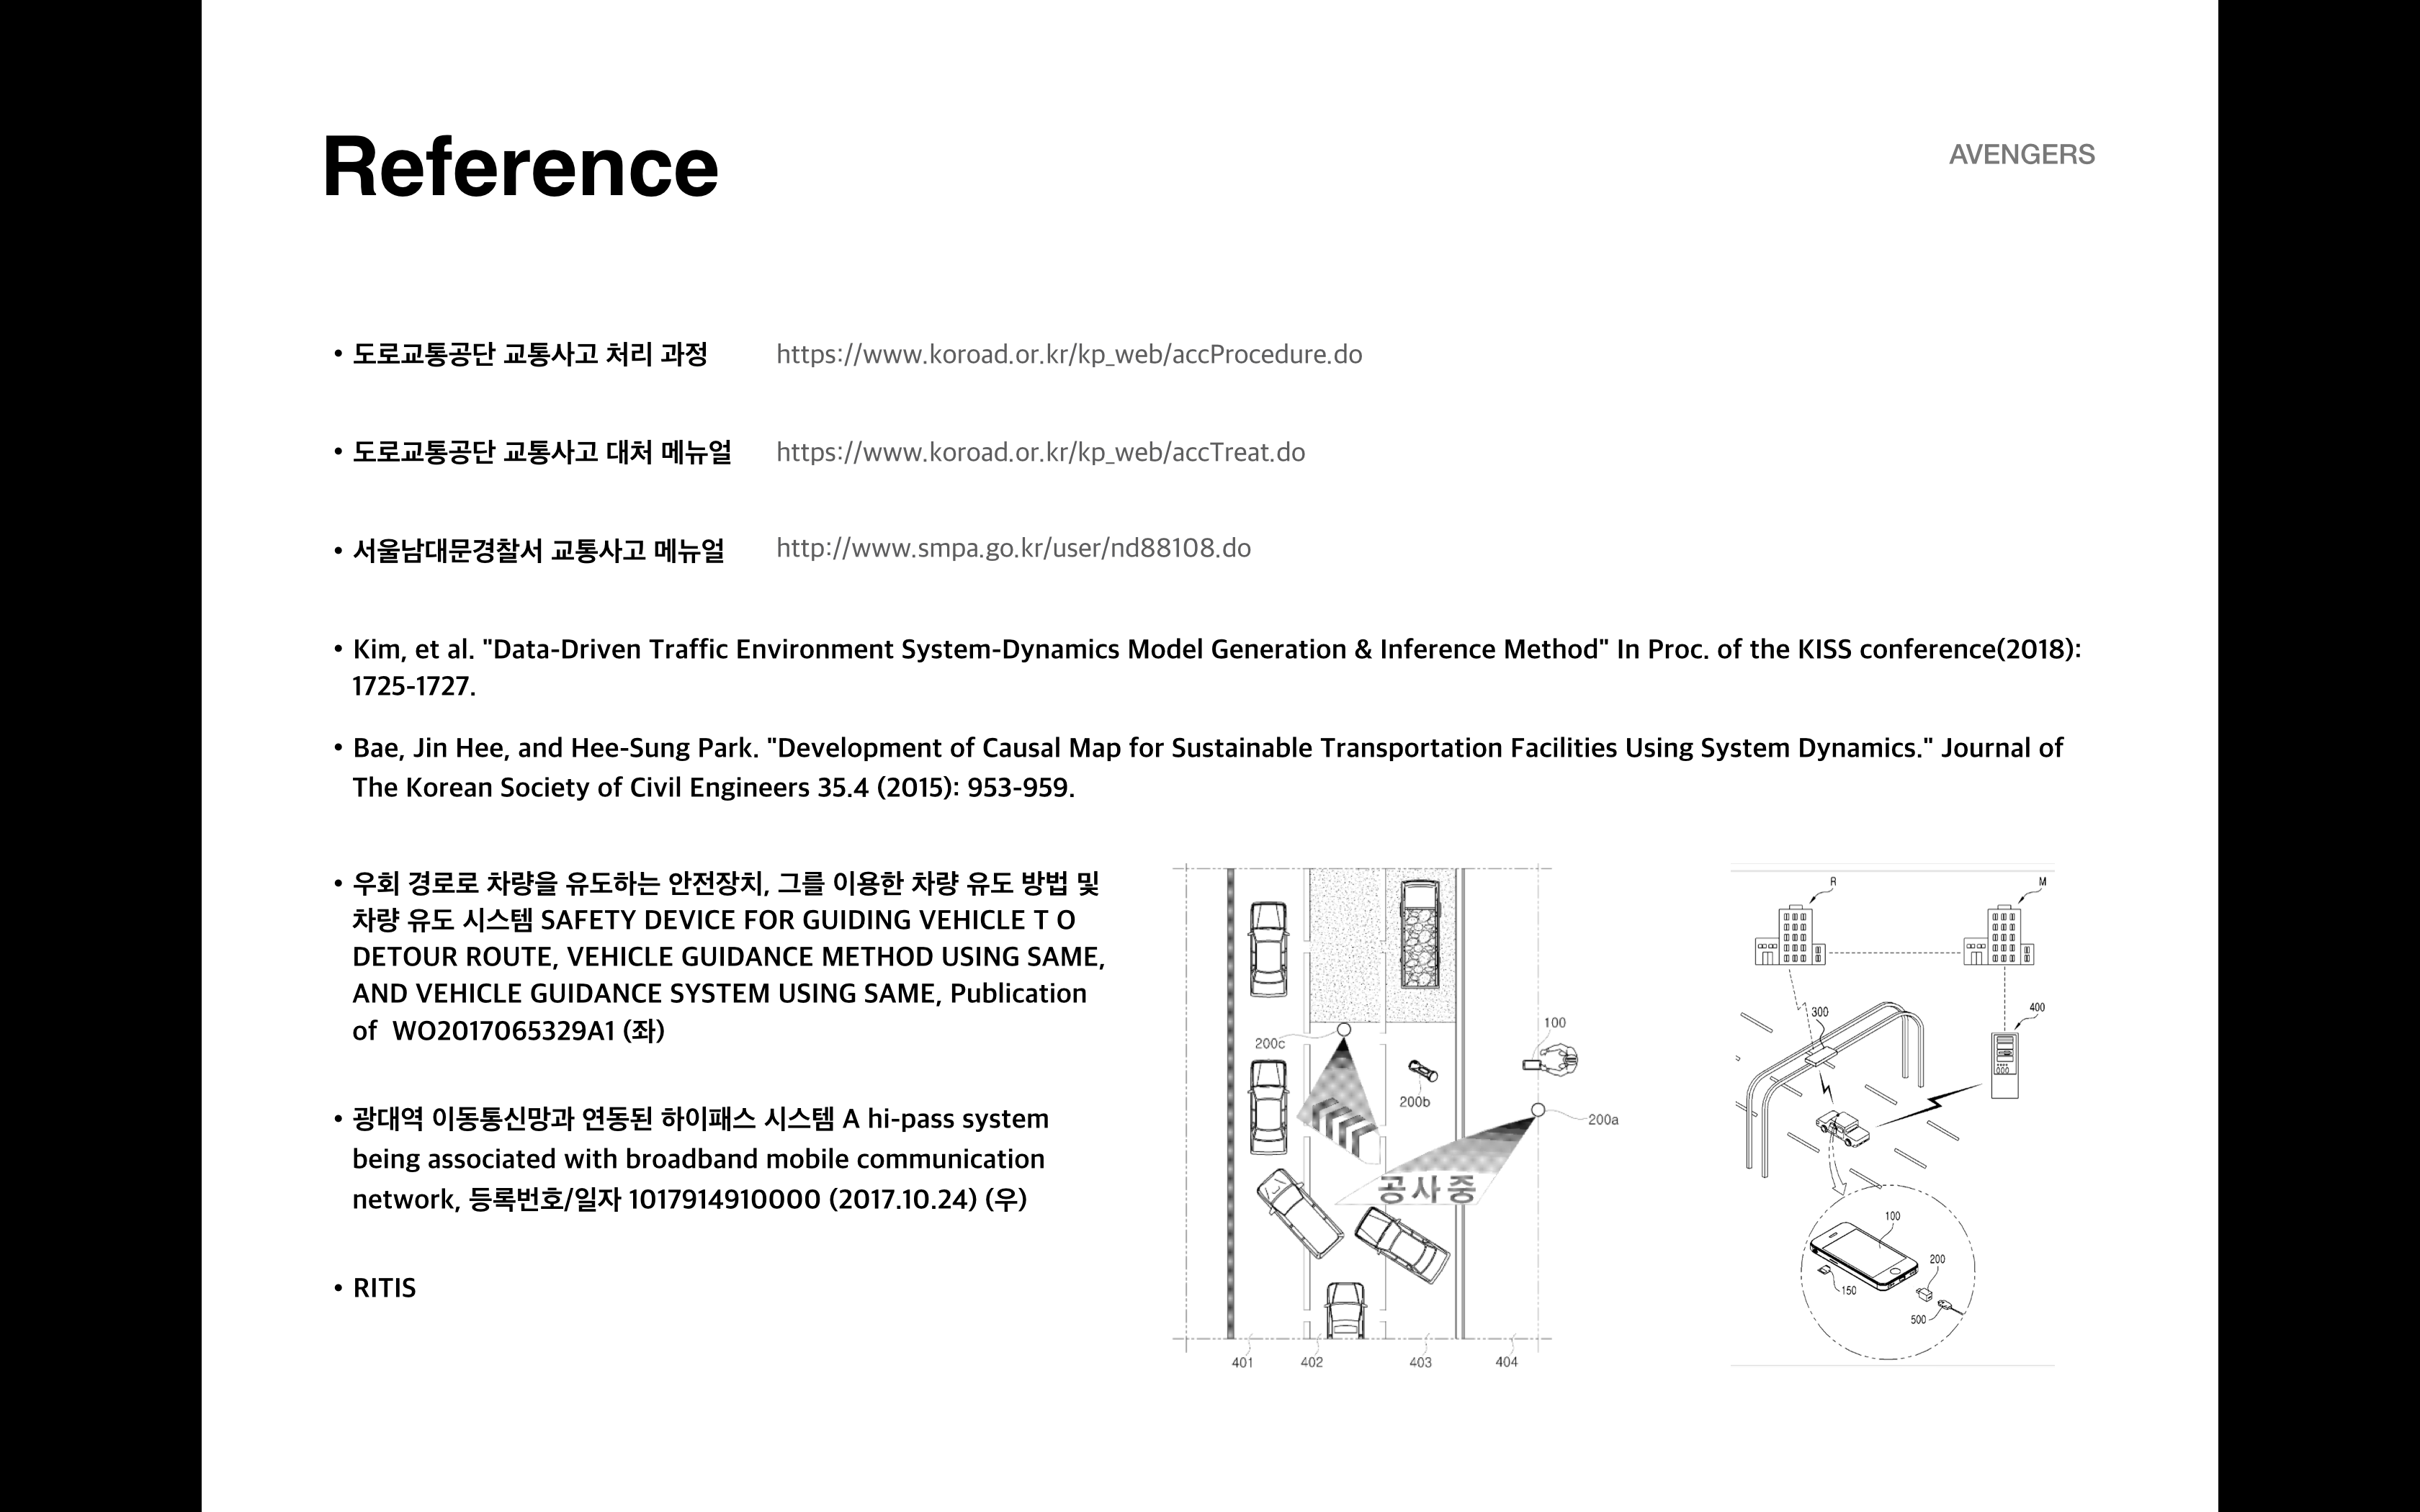 Reference
AVENGERS
• 도로교통공단 교통사고 처리 과정 https://www.koroad.or.kr/kp_web/accProcedure.do
• 도로교통공단 교통사고 대처 메뉴얼 https://www.koroad.or.kr/kp_web/accTreat.do
• 서울남대문경찰서 교통사고 메뉴얼 http://www.smpa.go.kr/user/nd88108.do
• Kim, et al. "Data-Driven Traffic Environment System-Dynamics Model Generation & Inference Method" In Proc. of the KISS conference(2018):
1725-1727.
• Bae, Jin Hee, and Hee-Sung Park. "Development of Causal Map for Sustainable Transportation Facilities Using System Dynamics." Journal of
The Korean Society of Civil Engineers 35.4 (2015): 953-959.
• 우회 경로로 차량을 유도하는 안전장치, 그를 이용한 차량 유도 방법 및
차량 유도 시스템 SAFETY DEVICE FOR GUIDING VEHICLE T O
DETOUR ROUTE, VEHICLE GUIDANCE METHOD USING SAME,
AND VEHICLE GUIDANCE SYSTEM USING SAME, Publication
of WO2017065329A1 (좌)
• 광대역 이동통신망과 연동된 하이패스 시스템 A hi-pass system
being associated with broadband mobile communication
network, 등록번호/일자 1017914910000 (2017.10.24) (우)
• RITIS
200c
100
200b
200a
공사중
401 402 403 404
R
M
300
400
100
200
150
500